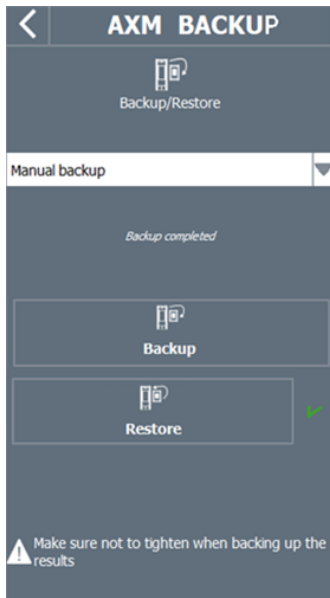 AXM BACKUP
Backup/Restore
Manual backup
Backup completed
Backup
Restore
Make sure not to tighten when backing up the
results